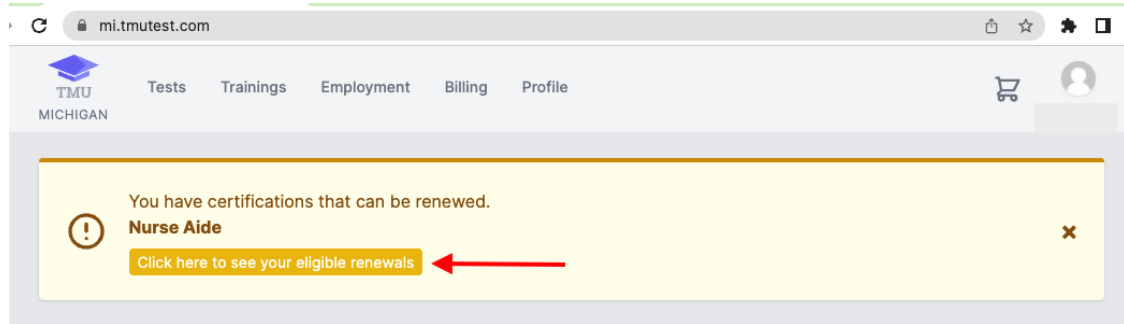 mi.tmutest.com
TMU
MICHIGAN
Tests Trainings Employment Billing Profile
You have certifications that can be renewed.
Nurse Aide
Click here to see your eligible renewals